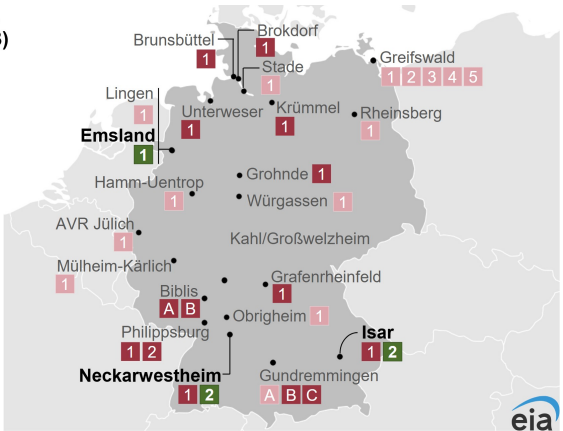 3)
Brokdorf
Brunsbüttel
1
1
Stade
1
Greifswald
1 2 3 4 5
Lingen
1
Unterweser
1
Krümmel
1
Rheinsberg
1
Emsland
1
Grohnde 1
Hamm-Uentrop
1
Würgassen 1
AVR Jülich
1
Kahl/Großwelzheim
Mülheim-Kärlich
1
Grafenrheinfeld
1
Biblis
A B
Obrigheim 1
Philippsburg
1 2
Isar
1 2
Neckarwestheim
1 2
Gundremmingen
A B C
eia